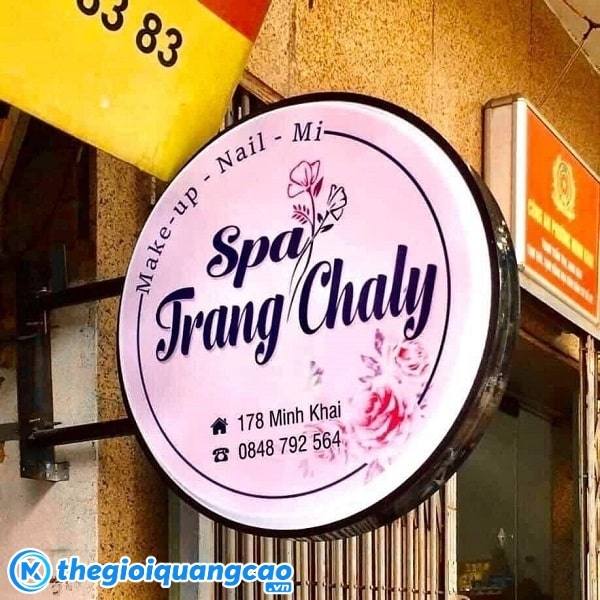 83 83
Make-up - Nail - Mi
Spa
Trang Chaly
178 Minh Khai
0848 792 564
thegioiquangcao
.vn